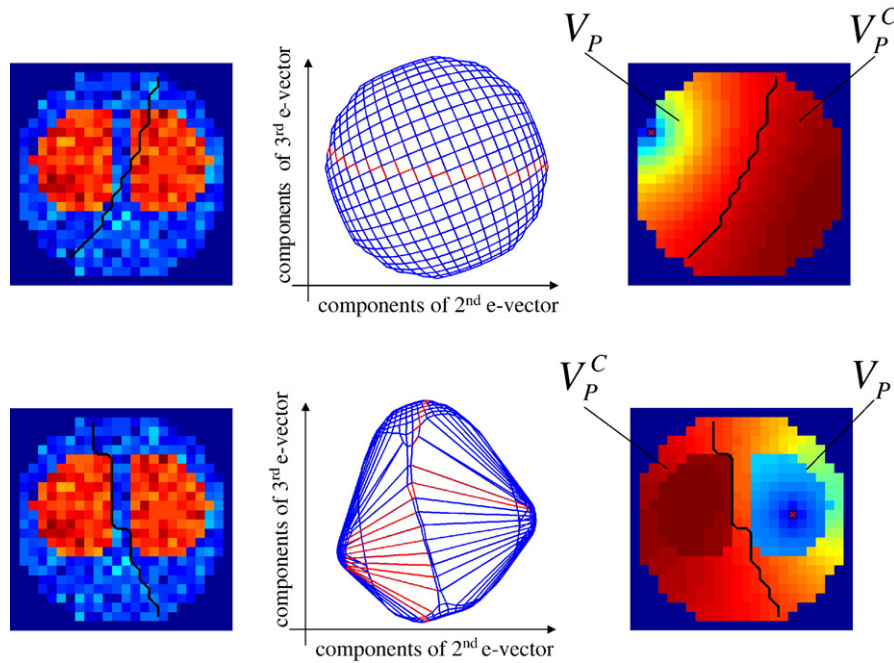 V_P
V_P^C
components of 3rd e-vector
components of 2nd e-vector
V_P^C
V_P
components of 3rd e-vector
components of 2nd e-vector